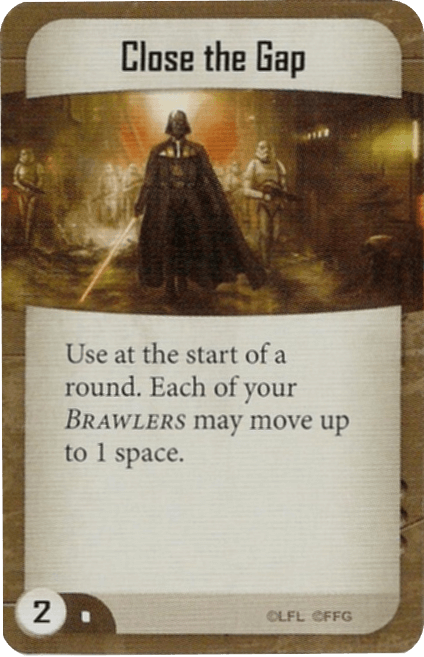 Close the Gap
Use at the start of a
round. Each of your
BRAWLERS may move up
to 1 space.
2
©LFL ©FFG